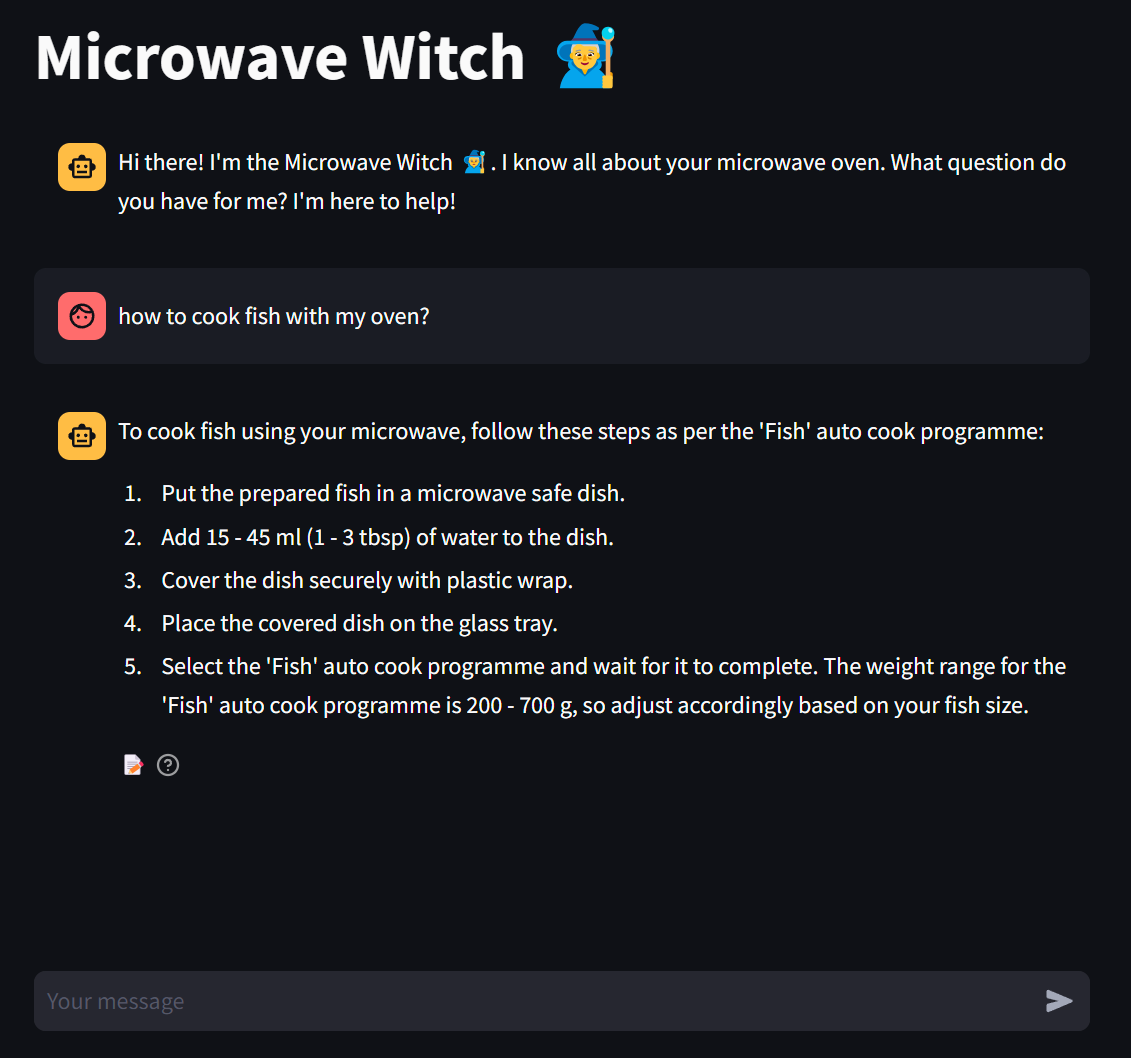 Microwave Witch 🧙‍♀️
Hi there! I'm the Microwave Witch 🧙‍♀️. I know all about your microwave oven. What question do
you have for me? I'm here to help!
how to cook fish with my oven?
To cook fish using your microwave, follow these steps as per the 'Fish' auto cook programme:
1. Put the prepared fish in a microwave safe dish.
2. Add 15 - 45 ml (1 - 3 tbsp) of water to the dish.
3. Cover the dish securely with plastic wrap.
4. Place the covered dish on the glass tray.
5. Select the 'Fish' auto cook programme and wait for it to complete. The weight range for the
'Fish' auto cook programme is 200 - 700 g, so adjust accordingly based on your fish size.
📝 ?
Your message